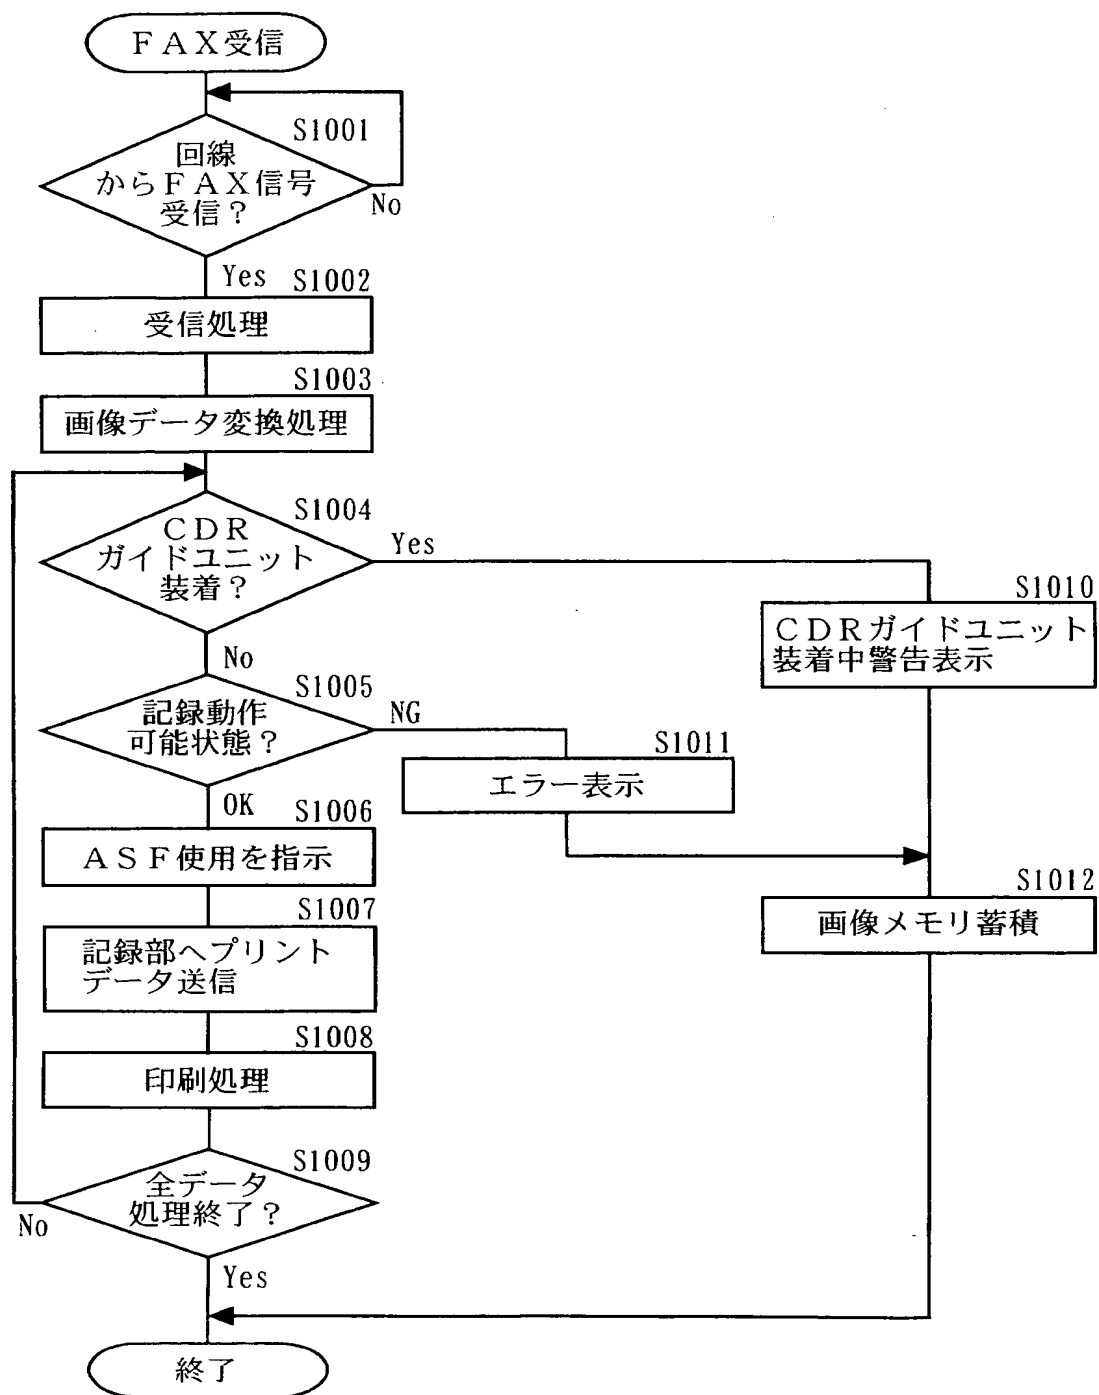 ＦＡＸ受信
S1001
回線
からＦＡＸ信号
受信？
No
Yes
S1002
受信処理
S1003
画像データ変換処理
S1004
ＣＤＲ
ガイドユニット
装着？
Yes
S1010
ＣＤＲガイドユニット
装着中警告表示
No
S1005
記録動作
可能状態？
NG
S1011
エラー表示
OK
S1006
ＡＳＦ使用を指示
S1012
画像メモリ蓄積
S1007
記録部へプリント
データ送信
S1008
印刷処理
S1009
全データ
処理終了？
No
Yes
終了